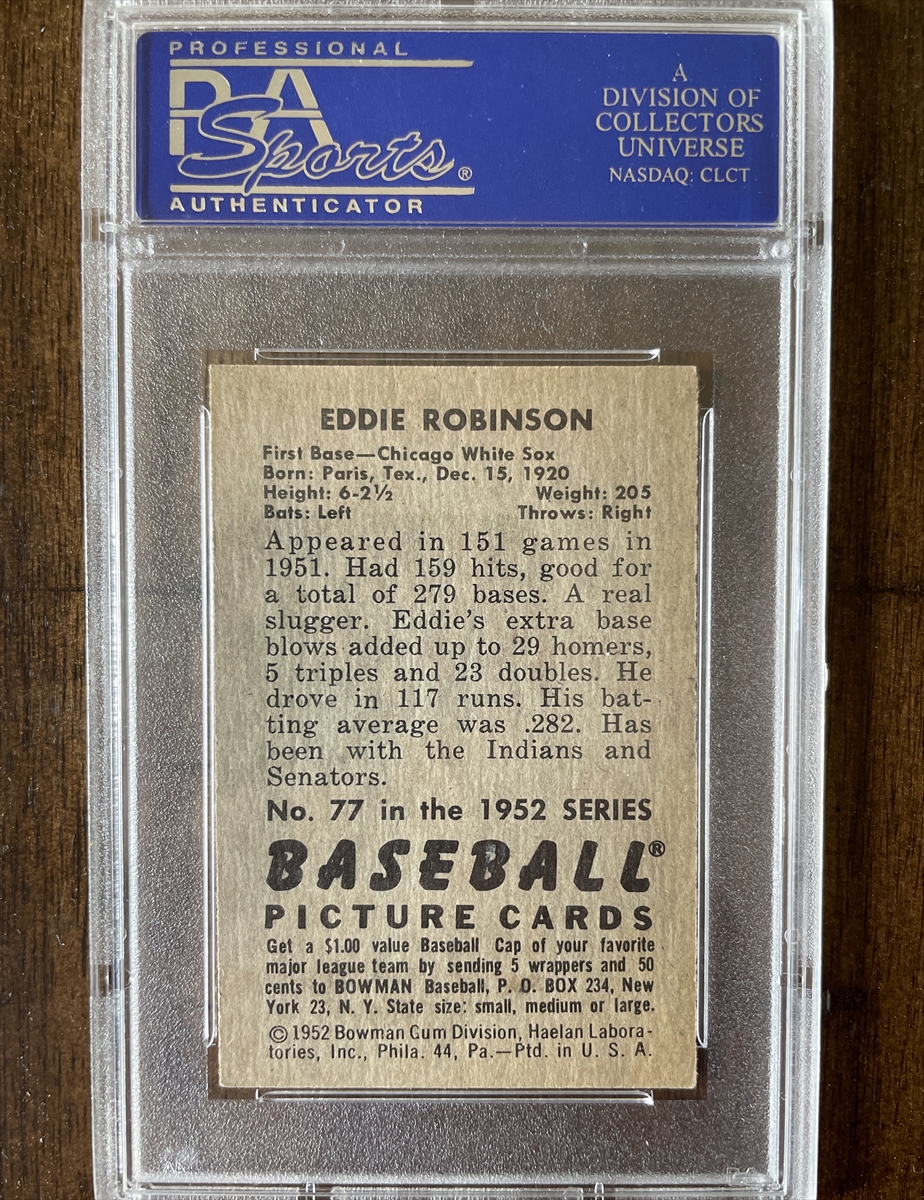 PROFESSIONAL
PSA
Sports®
AUTHENTICATOR
A
DIVISION OF
COLLECTORS
UNIVERSE
NASDAQ: CLCT
EDDIE ROBINSON
First Base—Chicago White Sox
Born: Paris, Tex., Dec. 15, 1920
Height: 6-2½ Weight: 205
Bats: Left Throws: Right
Appeared in 151 games in
1951. Had 159 hits, good for
a total of 279 bases. A real
slugger. Eddie's extra base
blows added up to 29 homers,
5 triples and 23 doubles. He
drove in 117 runs. His bat-
ting average was .282. Has
been with the Indians and
Senators.
No. 77 in the 1952 SERIES
BASEBALL®
PICTURE CARDS
Get a $1.00 value Baseball Cap of your favorite
major league team by sending 5 wrappers and 50
cents to BOWMAN Baseball, P. O. BOX 234, New
York 23, N. Y. State size: small, medium or large.
© 1952 Bowman Gum Division, Haelan Labora-
tories, Inc., Phila. 44, Pa.—Ptd. in U. S. A.